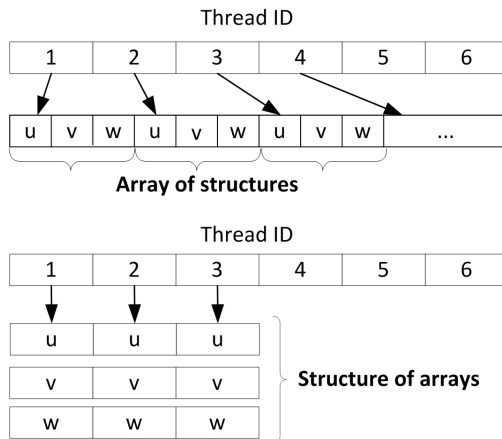 Thread ID
1 2 3 4 5 6
u v w u v w u v w ...
Array of structures
Thread ID
1 2 3 4 5 6
u u u
v v v
Structure of arrays
w w w